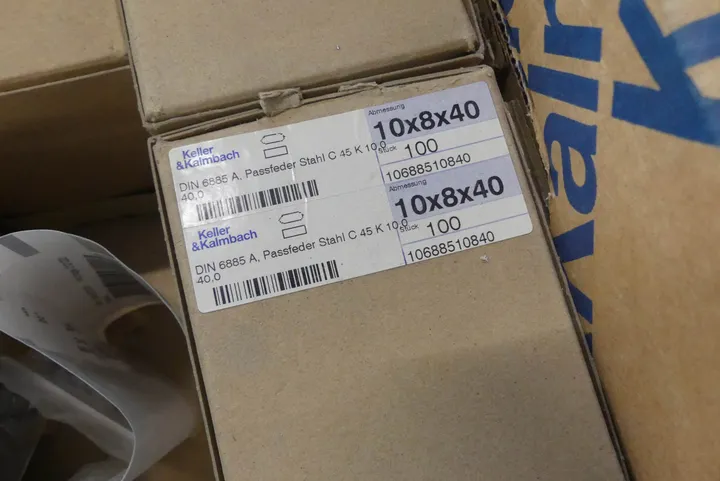 Keller
& Kalmbach
Abmessung
10x8x40
DIN 6885 A, Passfeder Stahl C 45 K 10,0
40,0
Stück 100
10688510840
Keller
& Kalmbach
Abmessung
10x8x40
DIN 6885 A, Passfeder Stahl C 45 K 10,0
40,0
Stück 100
10688510840